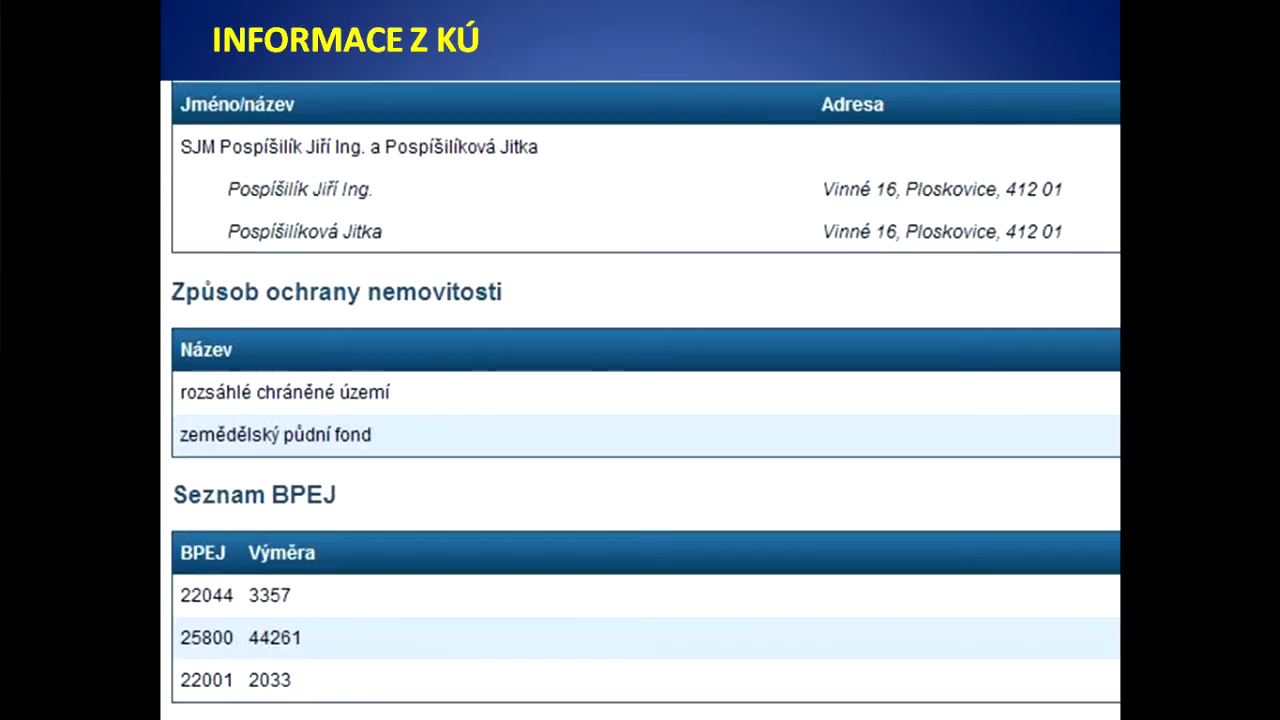 INFORMACE Z KÚ
Jméno/název Adresa
SJM Pospíšilík Jiří Ing. a Pospíšilíková Jitka
Pospíšilík Jiří Ing. Vinné 16, Ploskovice, 412 01
Pospíšilíková Jitka Vinné 16, Ploskovice, 412 01
Způsob ochrany nemovitosti
Název
rozsáhlé chráněné území
zemědělský půdní fond
Seznam BPEJ
BPEJ Výměra
22044 3357
25800 44261
22001 2033